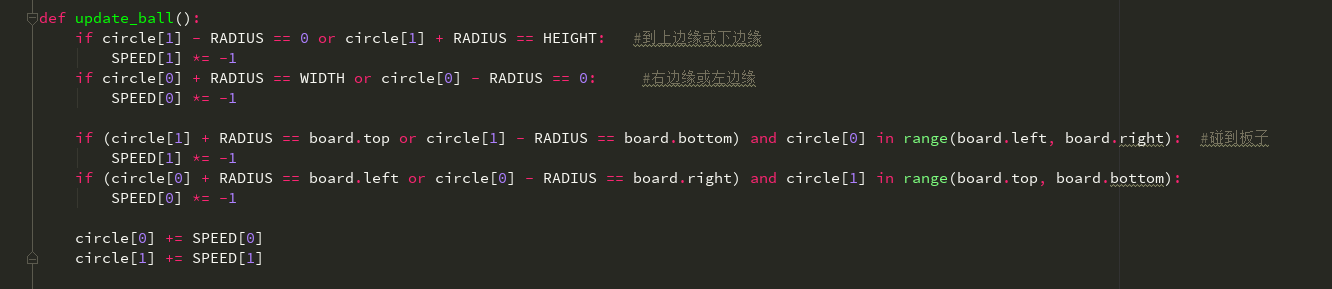 def update_ball():
    if circle[1] - RADIUS == 0 or circle[1] + RADIUS == HEIGHT:   #到上边缘或下边缘
        SPEED[1] *= -1
    if circle[0] + RADIUS == WIDTH or circle[0] - RADIUS == 0:     #右边缘或左边缘
        SPEED[0] *= -1
    if (circle[1] + RADIUS == board.top or circle[1] - RADIUS == board.bottom) and circle[0] in range(board.left, board.right):  #碰到板子
        SPEED[1] *= -1
    if (circle[0] + RADIUS == board.left or circle[0] - RADIUS == board.right) and circle[1] in range(board.top, board.bottom):
        SPEED[0] *= -1
    circle[0] += SPEED[0]
    circle[1] += SPEED[1]